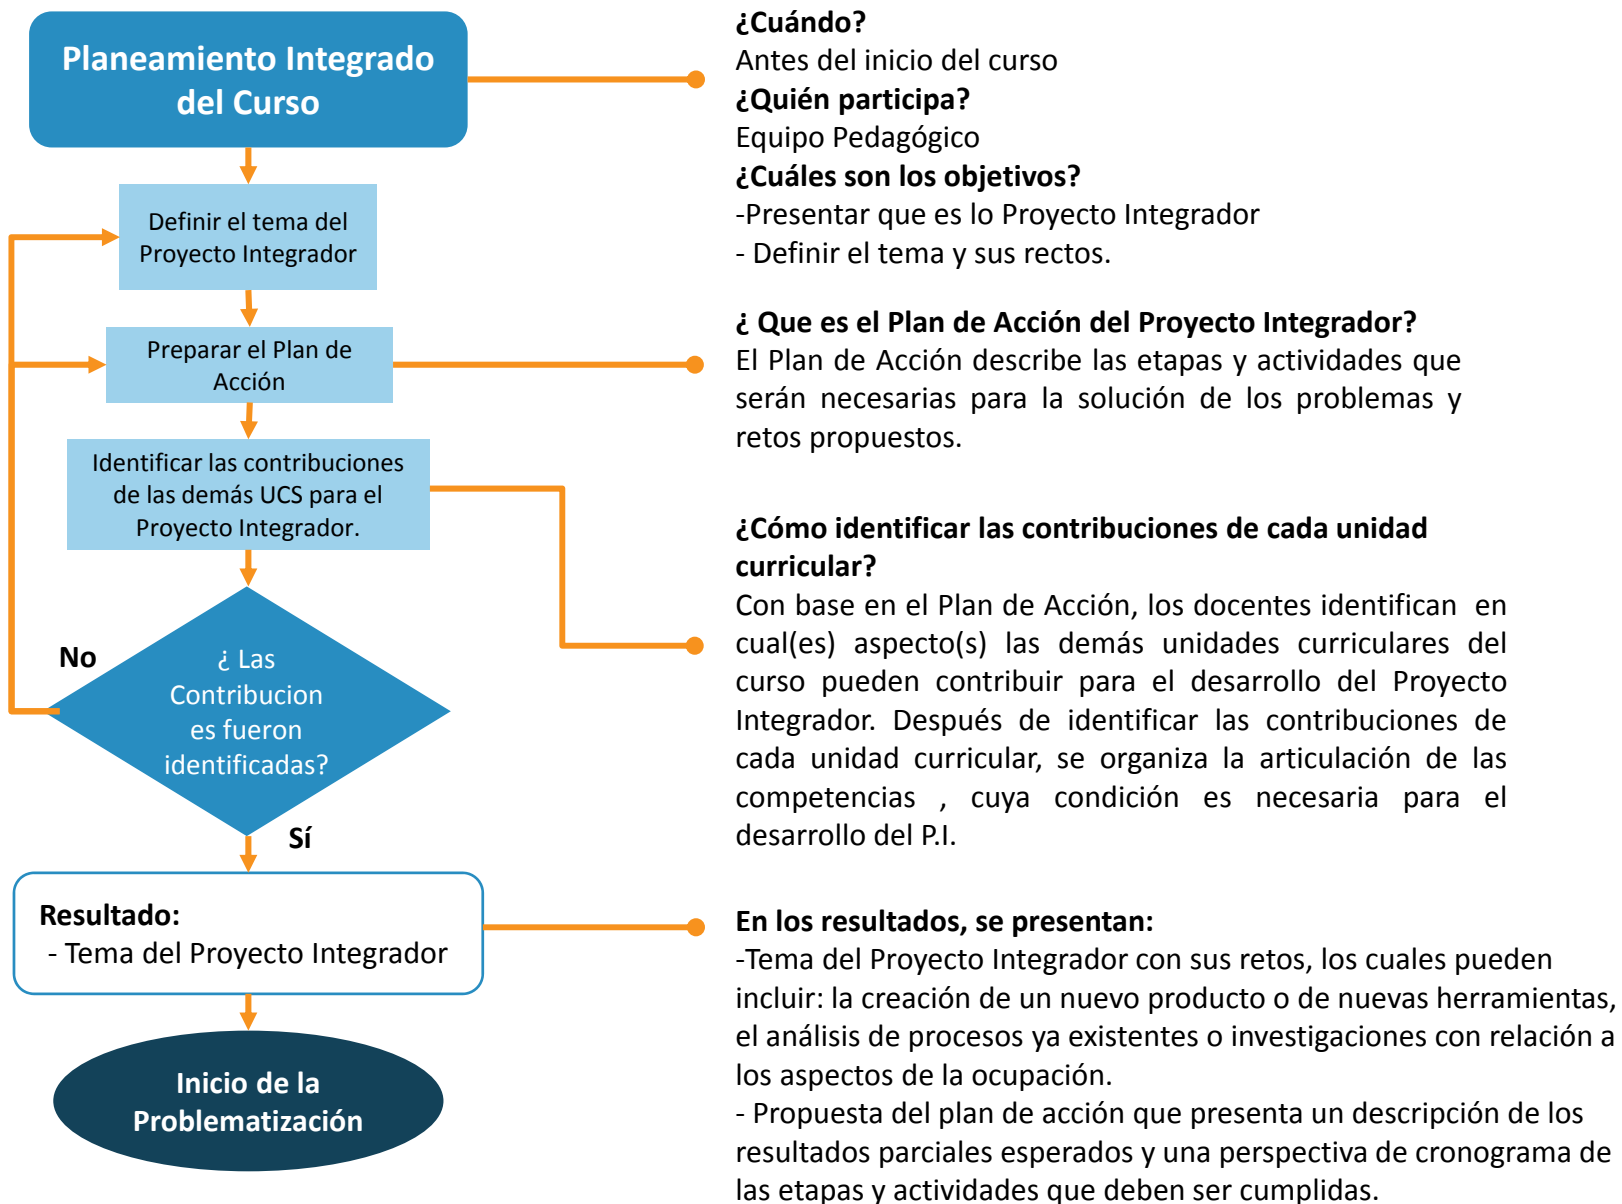 Planeamiento Integrado
del Curso
¿Cuándo?
Antes del inicio del curso
¿Quién participa?
Equipo Pedagógico
¿Cuáles son los objetivos?
-Presentar que es lo Proyecto Integrador
- Definir el tema y sus rectos.
Definir el tema del
Proyecto Integrador
Preparar el Plan de
Acción
¿ Que es el Plan de Acción del Proyecto Integrador?
El Plan de Acción describe las etapas y actividades que
serán necesarias para la solución de los problemas y
retos propuestos.
Identificar las contribuciones
de las demás UCS para el
Proyecto Integrador.
¿Cómo identificar las contribuciones de cada unidad
curricular?
Con base en el Plan de Acción, los docentes identifican en
cual(es) aspecto(s) las demás unidades curriculares del
curso pueden contribuir para el desarrollo del Proyecto
Integrador. Después de identificar las contribuciones de
cada unidad curricular, se organiza la articulación de las
competencias , cuya condición es necesaria para el
desarrollo del P.I.
No
¿ Las
Contribucion
es fueron
identificadas?
Sí
Resultado:
- Tema del Proyecto Integrador
En los resultados, se presentan:
-Tema del Proyecto Integrador con sus retos, los cuales pueden
incluir: la creación de un nuevo producto o de nuevas herramientas,
el análisis de procesos ya existentes o investigaciones con relación a
los aspectos de la ocupación.
- Propuesta del plan de acción que presenta un descripción de los
resultados parciales esperados y una perspectiva de cronograma de
las etapas y actividades que deben ser cumplidas.
Inicio de la
Problematización